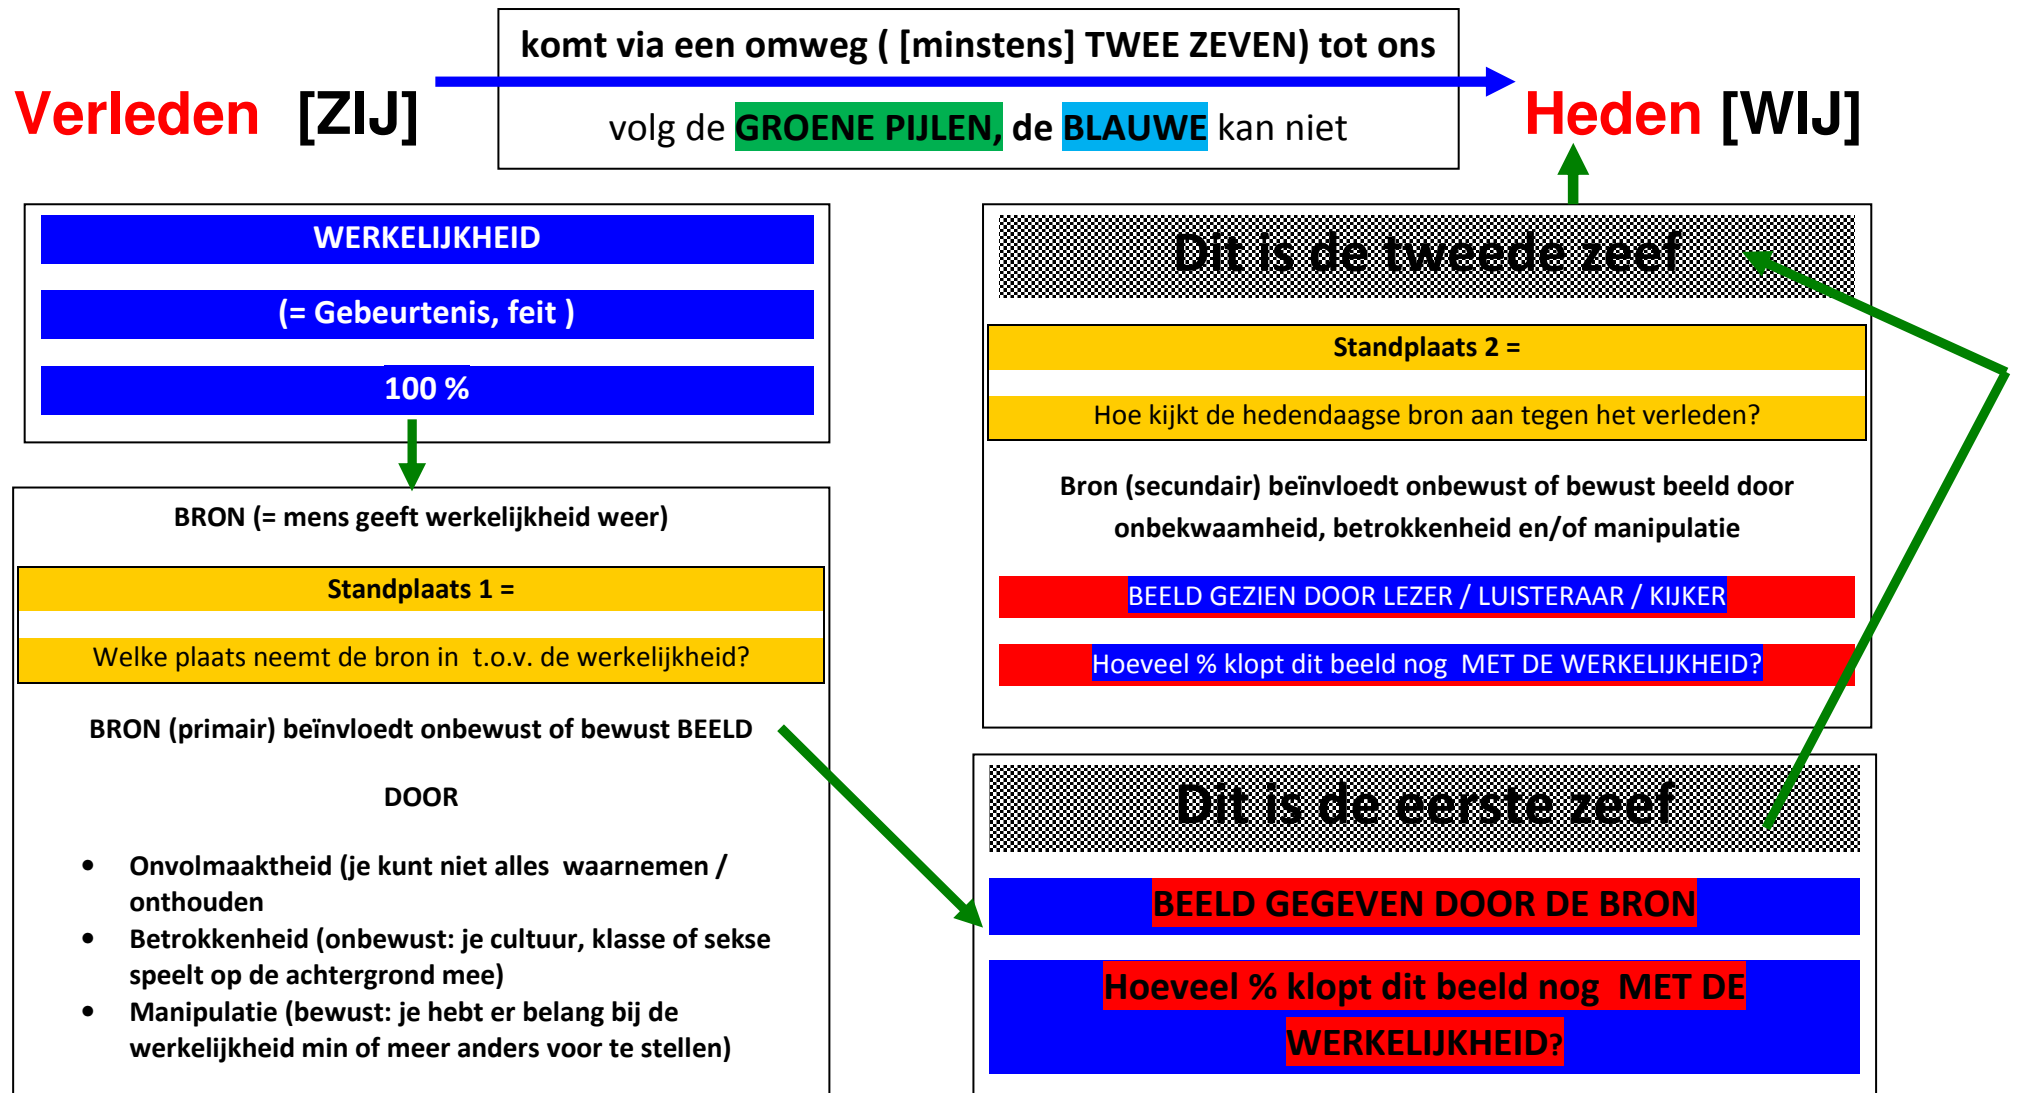 komt via een omweg ( [minstens] TWEE ZEVEN) tot ons
Verleden [ZIJ]
volg de GROENE PIJLEN, de BLAUWE kan niet
Heden [WIJ]
WERKELIJKHEID
(= Gebeurtenis, feit )
100 %
BRON (= mens geeft werkelijkheid weer)
Standplaats 1 =
Welke plaats neemt de bron in t.o.v. de werkelijkheid?
BRON (primair) beïnvloedt onbewust of bewust BEELD
DOOR
• Onvolmaaktheid (je kunt niet alles waarnemen /
onthouden
• Betrokkenheid (onbewust: je cultuur, klasse of sekse
speelt op de achtergrond mee)
• Manipulatie (bewust: je hebt er belang bij de
werkelijkheid min of meer anders voor te stellen)
Dit is de tweede zeef
Standplaats 2 =
Hoe kijkt de hedendaagse bron aan tegen het verleden?
Bron (secundair) beïnvloedt onbewust of bewust beeld door
onbekwaamheid, betrokkenheid en/of manipulatie
BEELD GEZIEN DOOR LEZER / LUISTERAAR / KIJKER
Hoeveel % klopt dit beeld nog MET DE WERKELIJKHEID?
Dit is de eerste zeef
BEELD GEGEVEN DOOR DE BRON
Hoeveel % klopt dit beeld nog MET DE
WERKELIJKHEID?